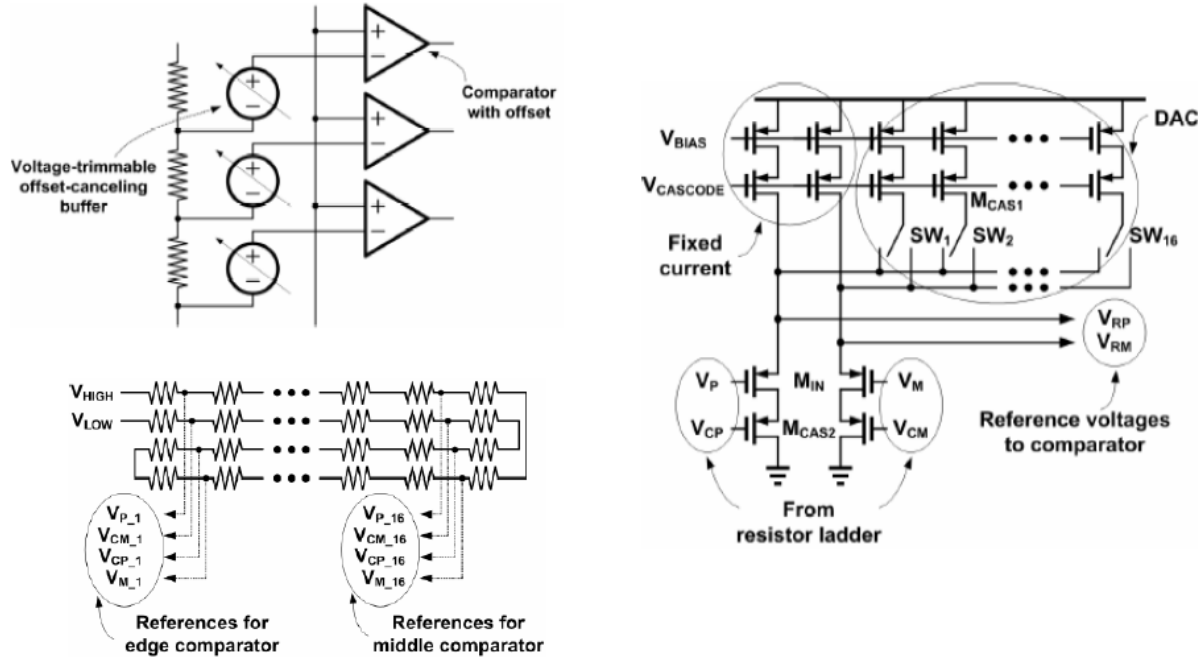 +
−
Comparator
with offset
+
−
+
−
+
−
Voltage-trimmable
offset-canceling
buffer
+
−
+
−
VHIGH
VLOW
VP_1
VCM_1
VCP_1
VM_1
VP_16
VCM_16
VCP_16
VM_16
References for
edge comparator
References for
middle comparator
DAC
VBIAS
VCASCODE
MCAS1
Fixed
current
SW1
SW2
SW16
VRP
VRM
VP
MIN
VM
VCP
MCAS2
VCM
Reference voltages
to comparator
From
resistor ladder